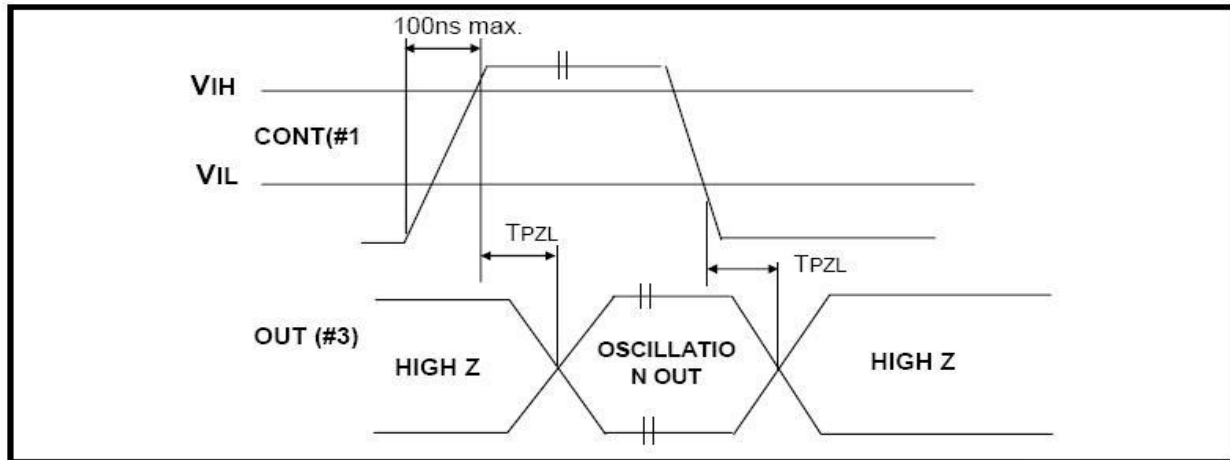 100ns max.
VIH
CONT(#1
VIL
TPZL
TPZL
OUT (#3)
HIGH Z
OSCILLATIO
N OUT
HIGH Z